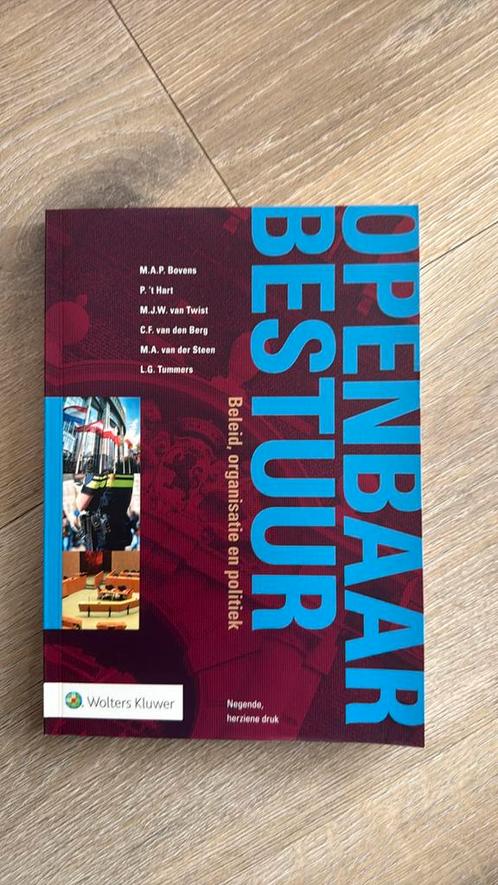 OPENBAAR
BESTUUR
Beleid, organisatie en politiek
M.A.P. Bovens
P. 't Hart
M.J.W. van Twist
C.F. van den Berg
M.A. van der Steen
L.G. Tummers
Negende,
herziene druk
Wolters Kluwer